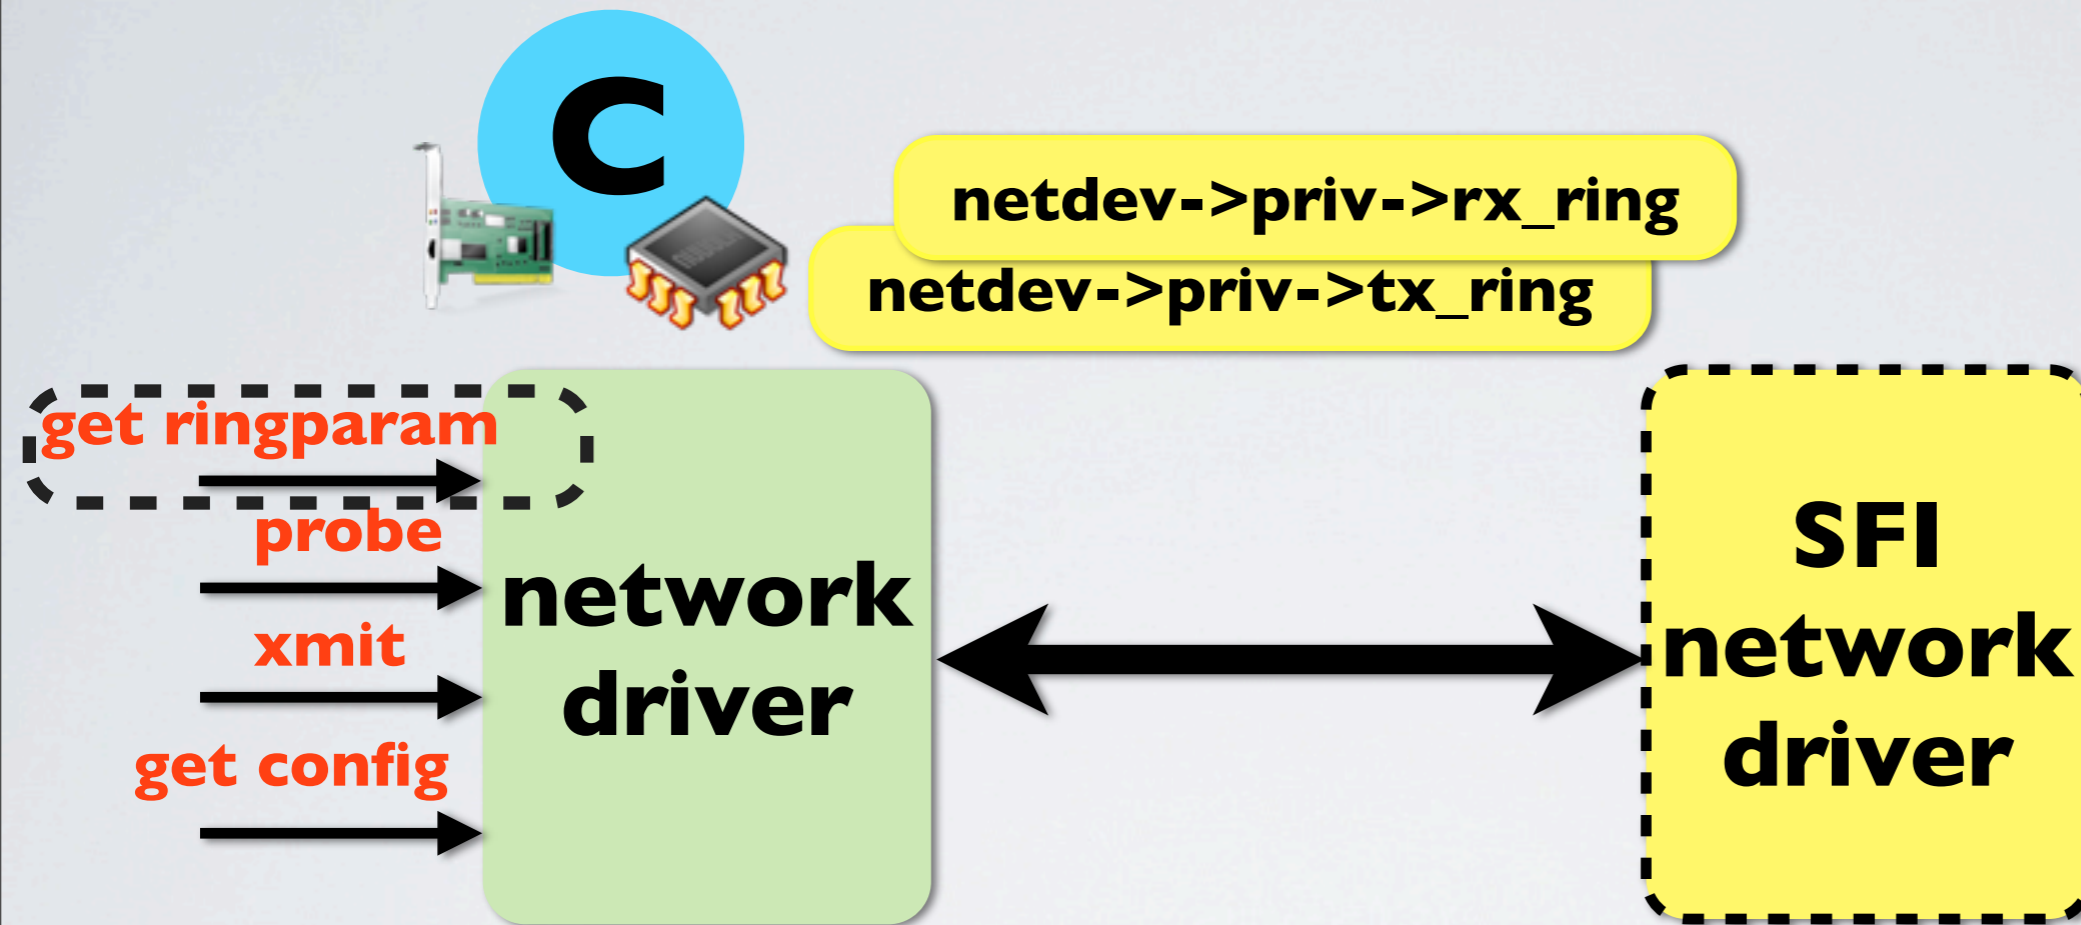 C
netdev->priv->rx_ring
netdev->priv->tx_ring
get ringparam
probe
xmit
get config
network
driver
SFI
network
driver